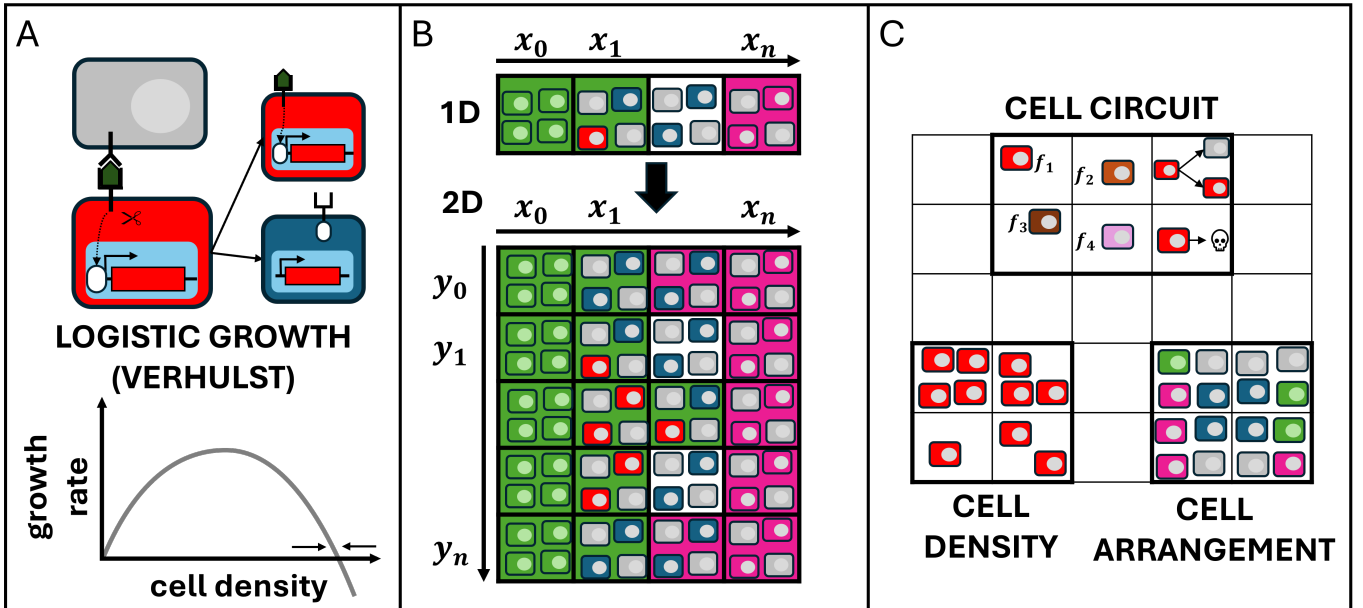 A
LOGISTIC GROWTH
(VERHULST)
growth
rate
cell density
B
x₀ x₁ xₙ
1D
2D
x₀ x₁ xₙ
y₀
y₁
yₙ
C
CELL CIRCUIT
f₁
f₂
f₃
f₄
CELL
DENSITY
CELL
ARRANGEMENT